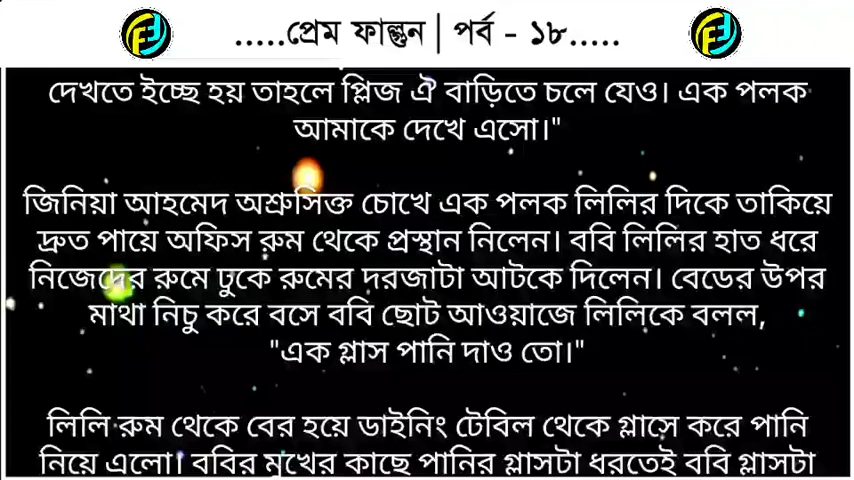 .....প্রেম ফাল্গুন | পর্ব - ১৮.....
দেখতে ইচ্ছে হয় তাহলে প্লিজ ঐ বাড়িতে চলে যেও। এক পলক
আমাকে দেখে এসো।"
জিনিয়া আহমেদ অশ্রুসিক্ত চোখে এক পলক লিলির দিকে তাকিয়ে
দ্রুত পায়ে অফিস রুম থেকে প্রস্থান নিলেন। ববি লিলির হাত ধরে
নিজেদের রুমে ঢুকে রুমের দরজাটা আটকে দিলেন। বেডের উপর
মাথা নিচু করে বসে ববি ছোট আওয়াজে লিলিকে বলল,
"এক গ্লাস পানি দাও তো।"
লিলি রুম থেকে বের হয়ে ডাইনিং টেবিল থেকে গ্লাসে করে পানি
নিয়ে এলো। ববির মুখের কাছে পানির গ্লাসটা ধরতেই ববি গ্লাসটা